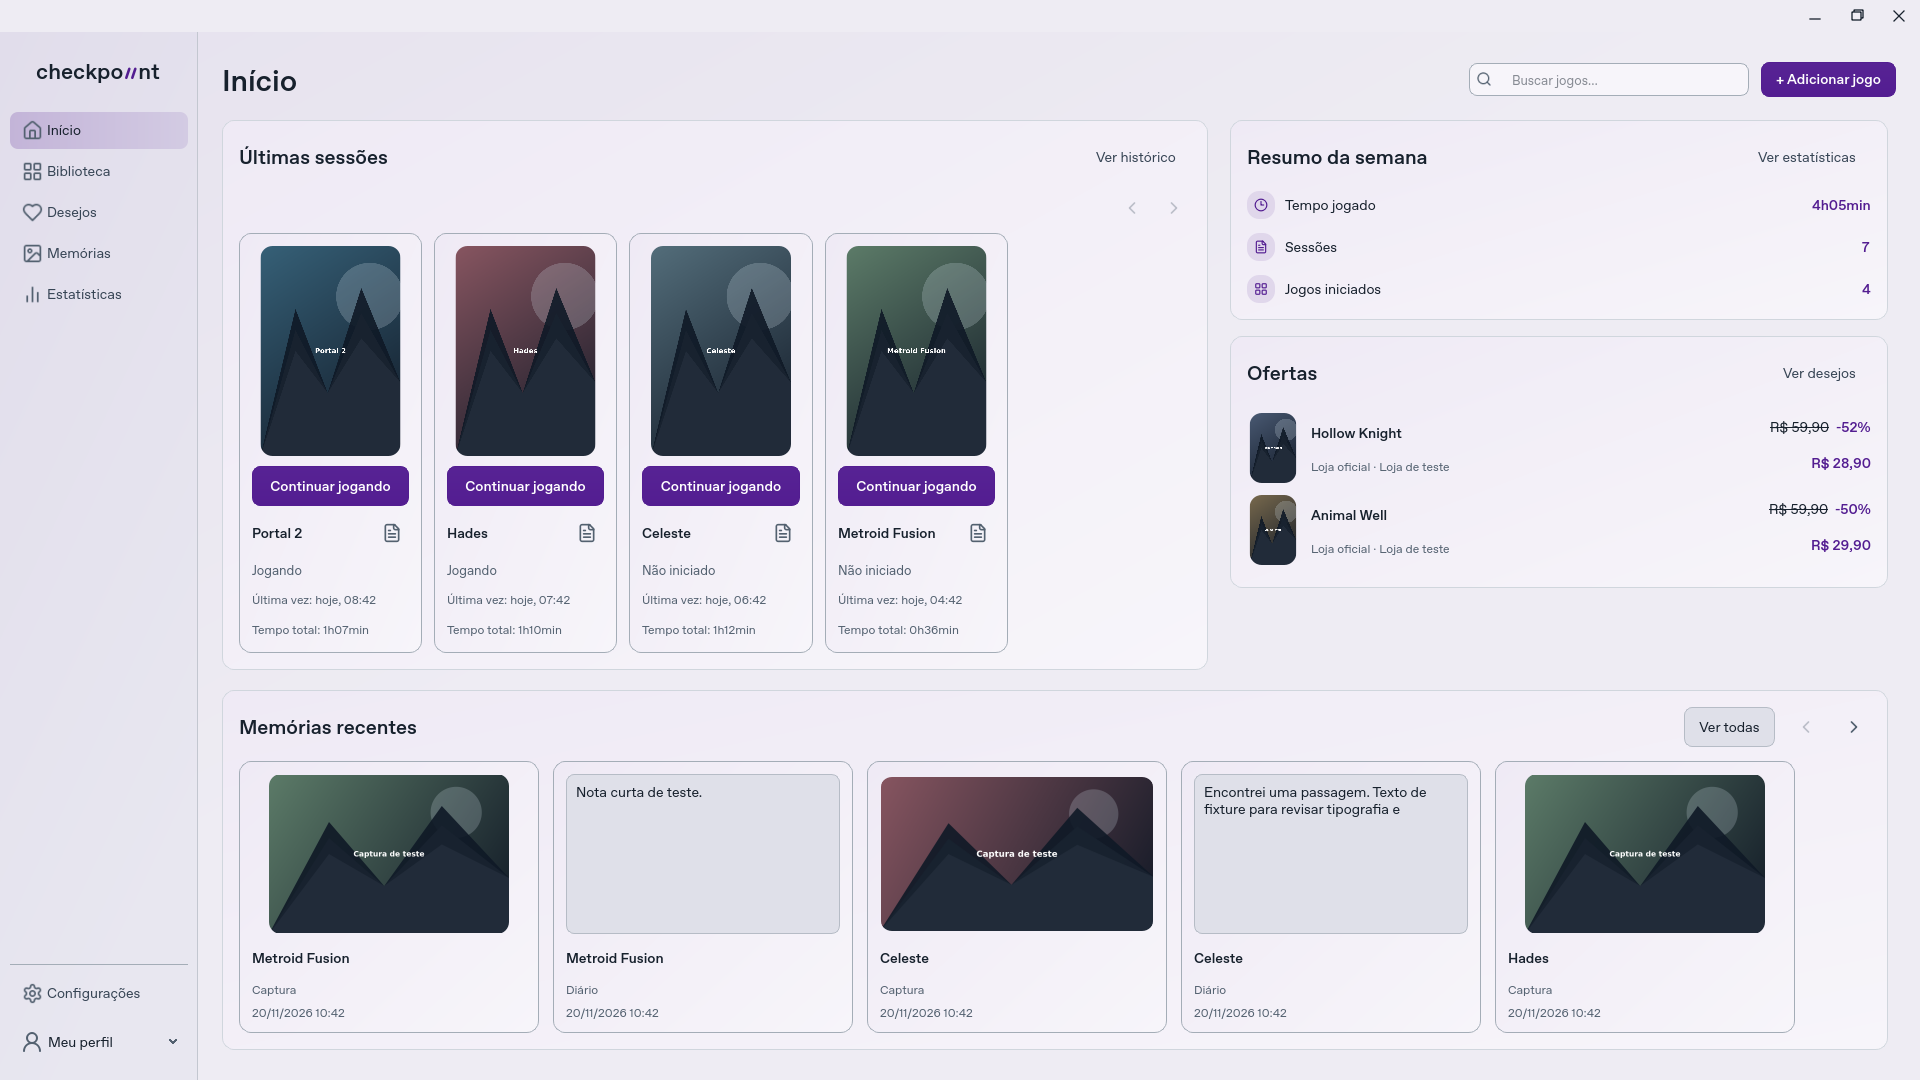 checkpo//nt
Início
Biblioteca
Desejos
Memórias
Estatísticas
Configurações
Meu perfil
Início
Buscar jogos...
+ Adicionar jogo
Últimas sessões
Ver histórico
Portal 2
Continuar jogando
Portal 2
Jogando
Última vez: hoje, 08:42
Tempo total: 1h07min
Hades
Continuar jogando
Hades
Jogando
Última vez: hoje, 07:42
Tempo total: 1h10min
Celeste
Continuar jogando
Celeste
Não iniciado
Última vez: hoje, 06:42
Tempo total: 1h12min
Metroid Fusion
Continuar jogando
Metroid Fusion
Não iniciado
Última vez: hoje, 04:42
Tempo total: 0h36min
Resumo da semana
Ver estatísticas
Tempo jogado 4h05min
Sessões 7
Jogos iniciados 4
Ofertas
Ver desejos
Hollow Knight
R$ 59,90 -52%
Loja oficial · Loja de teste
R$ 28,90
Animal Well
R$ 59,90 -50%
Loja oficial · Loja de teste
R$ 29,90
Memórias recentes
Ver todas
Captura de teste
Metroid Fusion
Captura
20/11/2026 10:42
Nota curta de teste.
Metroid Fusion
Diário
20/11/2026 10:42
Captura de teste
Celeste
Captura
20/11/2026 10:42
Encontrei uma passagem. Texto de
fixture para revisar tipografia e
Celeste
Diário
20/11/2026 10:42
Captura de teste
Hades
Captura
20/11/2026 10:42